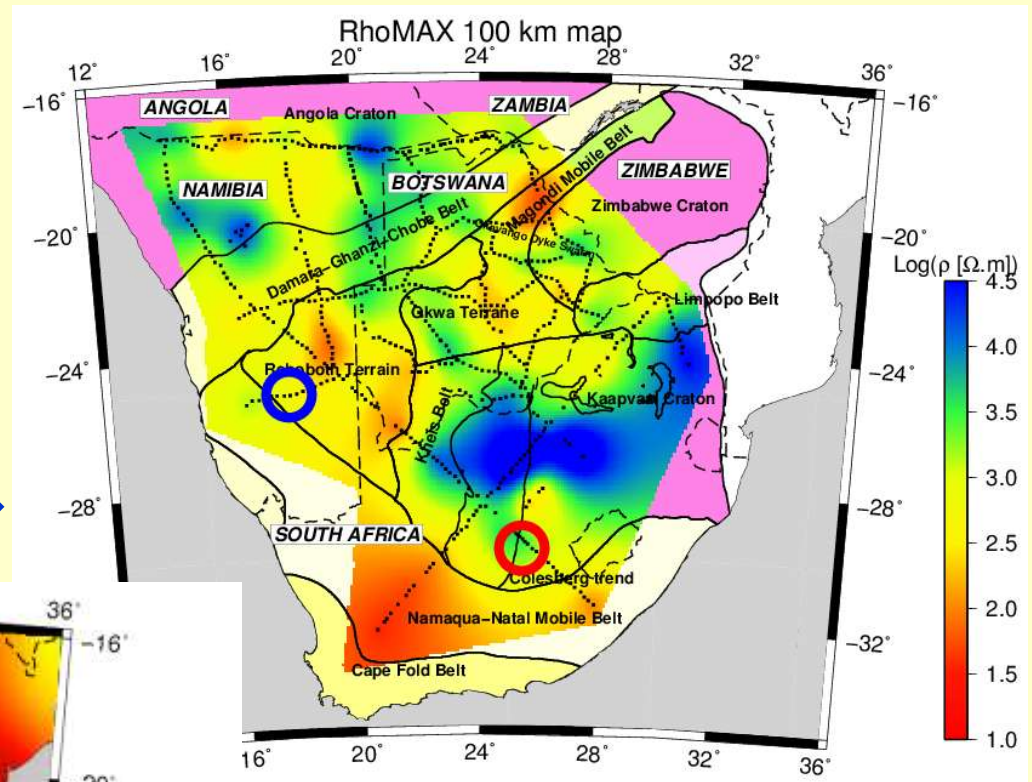 RhoMAX 100 km map
12° 16° 20° 24° 28° 32° 36°
−16° −16°
ANGOLA Angola Craton ZAMBIA
NAMIBIA BOTSWANA Magondi Mobile Belt ZIMBABWE
Zimbabwe Craton
Damara−Ghanzi−Chobe Belt
Okavango Dyke Swarm
−20° −20°
Log(ρ [Ω.m])
4.5
4.0
3.5
3.0
2.5
2.0
1.5
1.0
Limpopo Belt
Okwa Terrane
−24° −24°
Rehoboth Terrain
Kaapvaal Craton
Kheis Belt
−28° −28°
SOUTH AFRICA
Colesberg trend
Namaqua−Natal Mobile Belt
−32°
Cape Fold Belt
16° 20° 24° 28° 32° 36°
36°
−16°